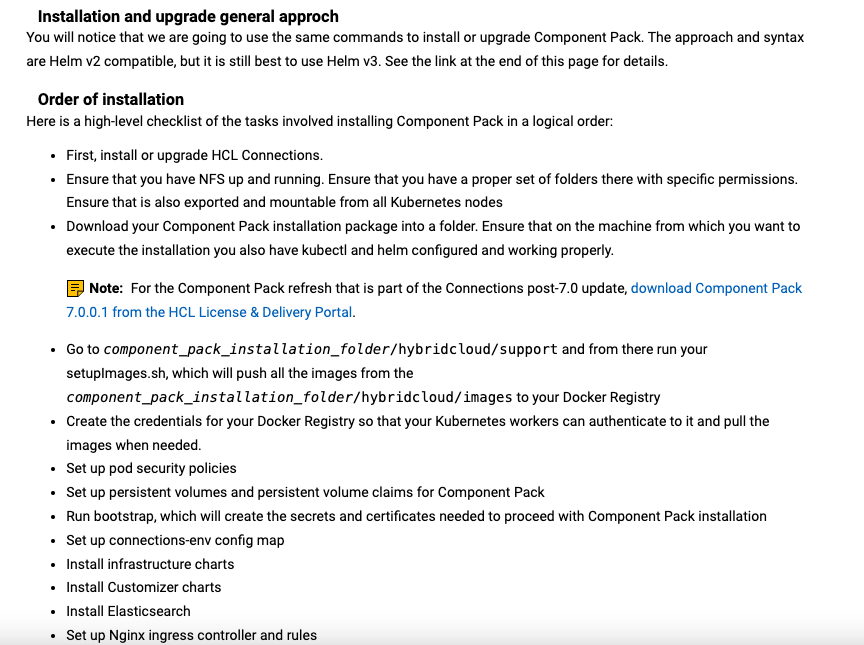 Installation and upgrade general approch
You will notice that we are going to use the same commands to install or upgrade Component Pack. The approach and syntax
are Helm v2 compatible, but it is still best to use Helm v3. See the link at the end of this page for details.
Order of installation
Here is a high-level checklist of the tasks involved installing Component Pack in a logical order:
• First, install or upgrade HCL Connections.
• Ensure that you have NFS up and running. Ensure that you have a proper set of folders there with specific permissions.
Ensure that is also exported and mountable from all Kubernetes nodes
• Download your Component Pack installation package into a folder. Ensure that on the machine from which you want to
execute the installation you also have kubectl and helm configured and working properly.
Note: For the Component Pack refresh that is part of the Connections post-7.0 update, download Component Pack
7.0.0.1 from the HCL License & Delivery Portal.
• Go to component_pack_installation_folder/hybridcloud/support and from there run your
setupImages.sh, which will push all the images from the
component_pack_installation_folder/hybridcloud/images to your Docker Registry
• Create the credentials for your Docker Registry so that your Kubernetes workers can authenticate to it and pull the
images when needed.
• Set up pod security policies
• Set up persistent volumes and persistent volume claims for Component Pack
• Run bootstrap, which will create the secrets and certificates needed to proceed with Component Pack installation
• Set up connections-env config map
• Install infrastructure charts
• Install Customizer charts
• Install Elasticsearch
• Set up Nginx ingress controller and rules